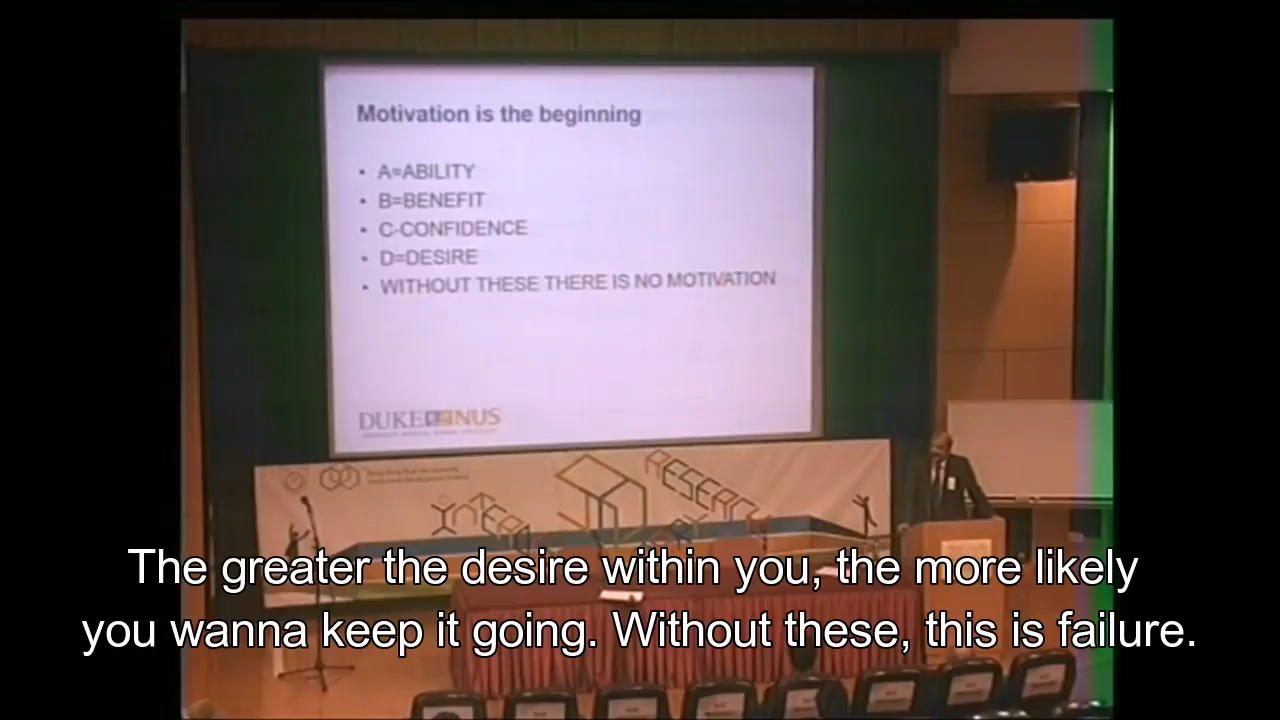 Motivation is the beginning
• A=ABILITY
• B=BENEFIT
• C-CONFIDENCE
• D=DESIRE
• WITHOUT THESE THERE IS NO MOTIVATION
DUKE NUS
RESEARCH
The greater the desire within you, the more likely
you wanna keep it going. Without these, this is failure.